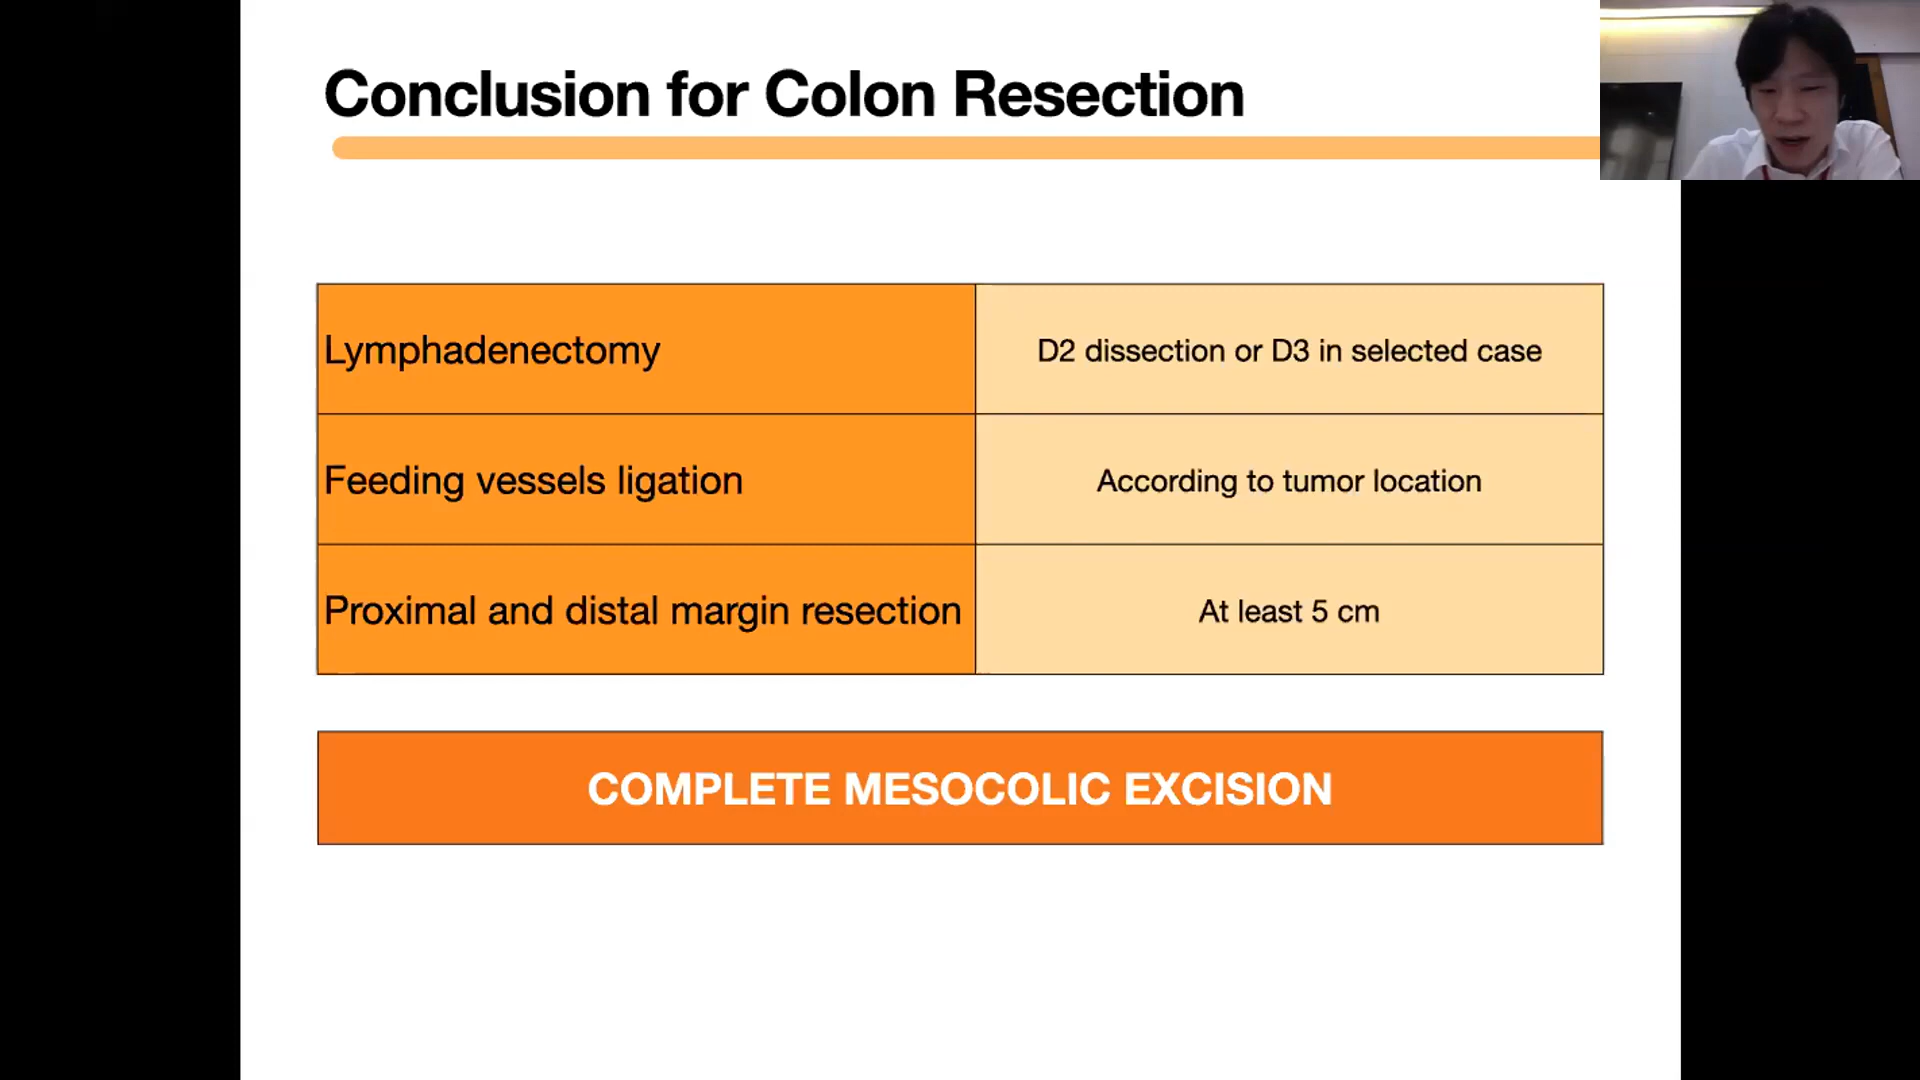 Conclusion for Colon Resection
Lymphadenectomy
D2 dissection or D3 in selected case
Feeding vessels ligation
According to tumor location
Proximal and distal margin resection
At least 5 cm
COMPLETE MESOCOLIC EXCISION